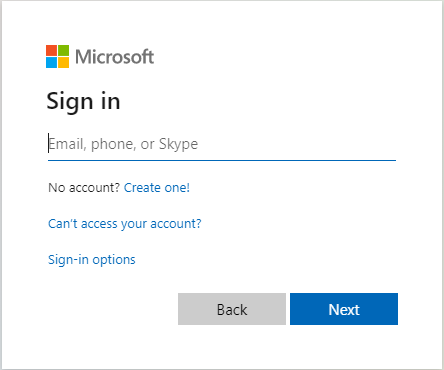 Microsoft
Sign in
Email, phone, or Skype
No account? Create one!
Can't access your account?
Sign-in options
Back Next